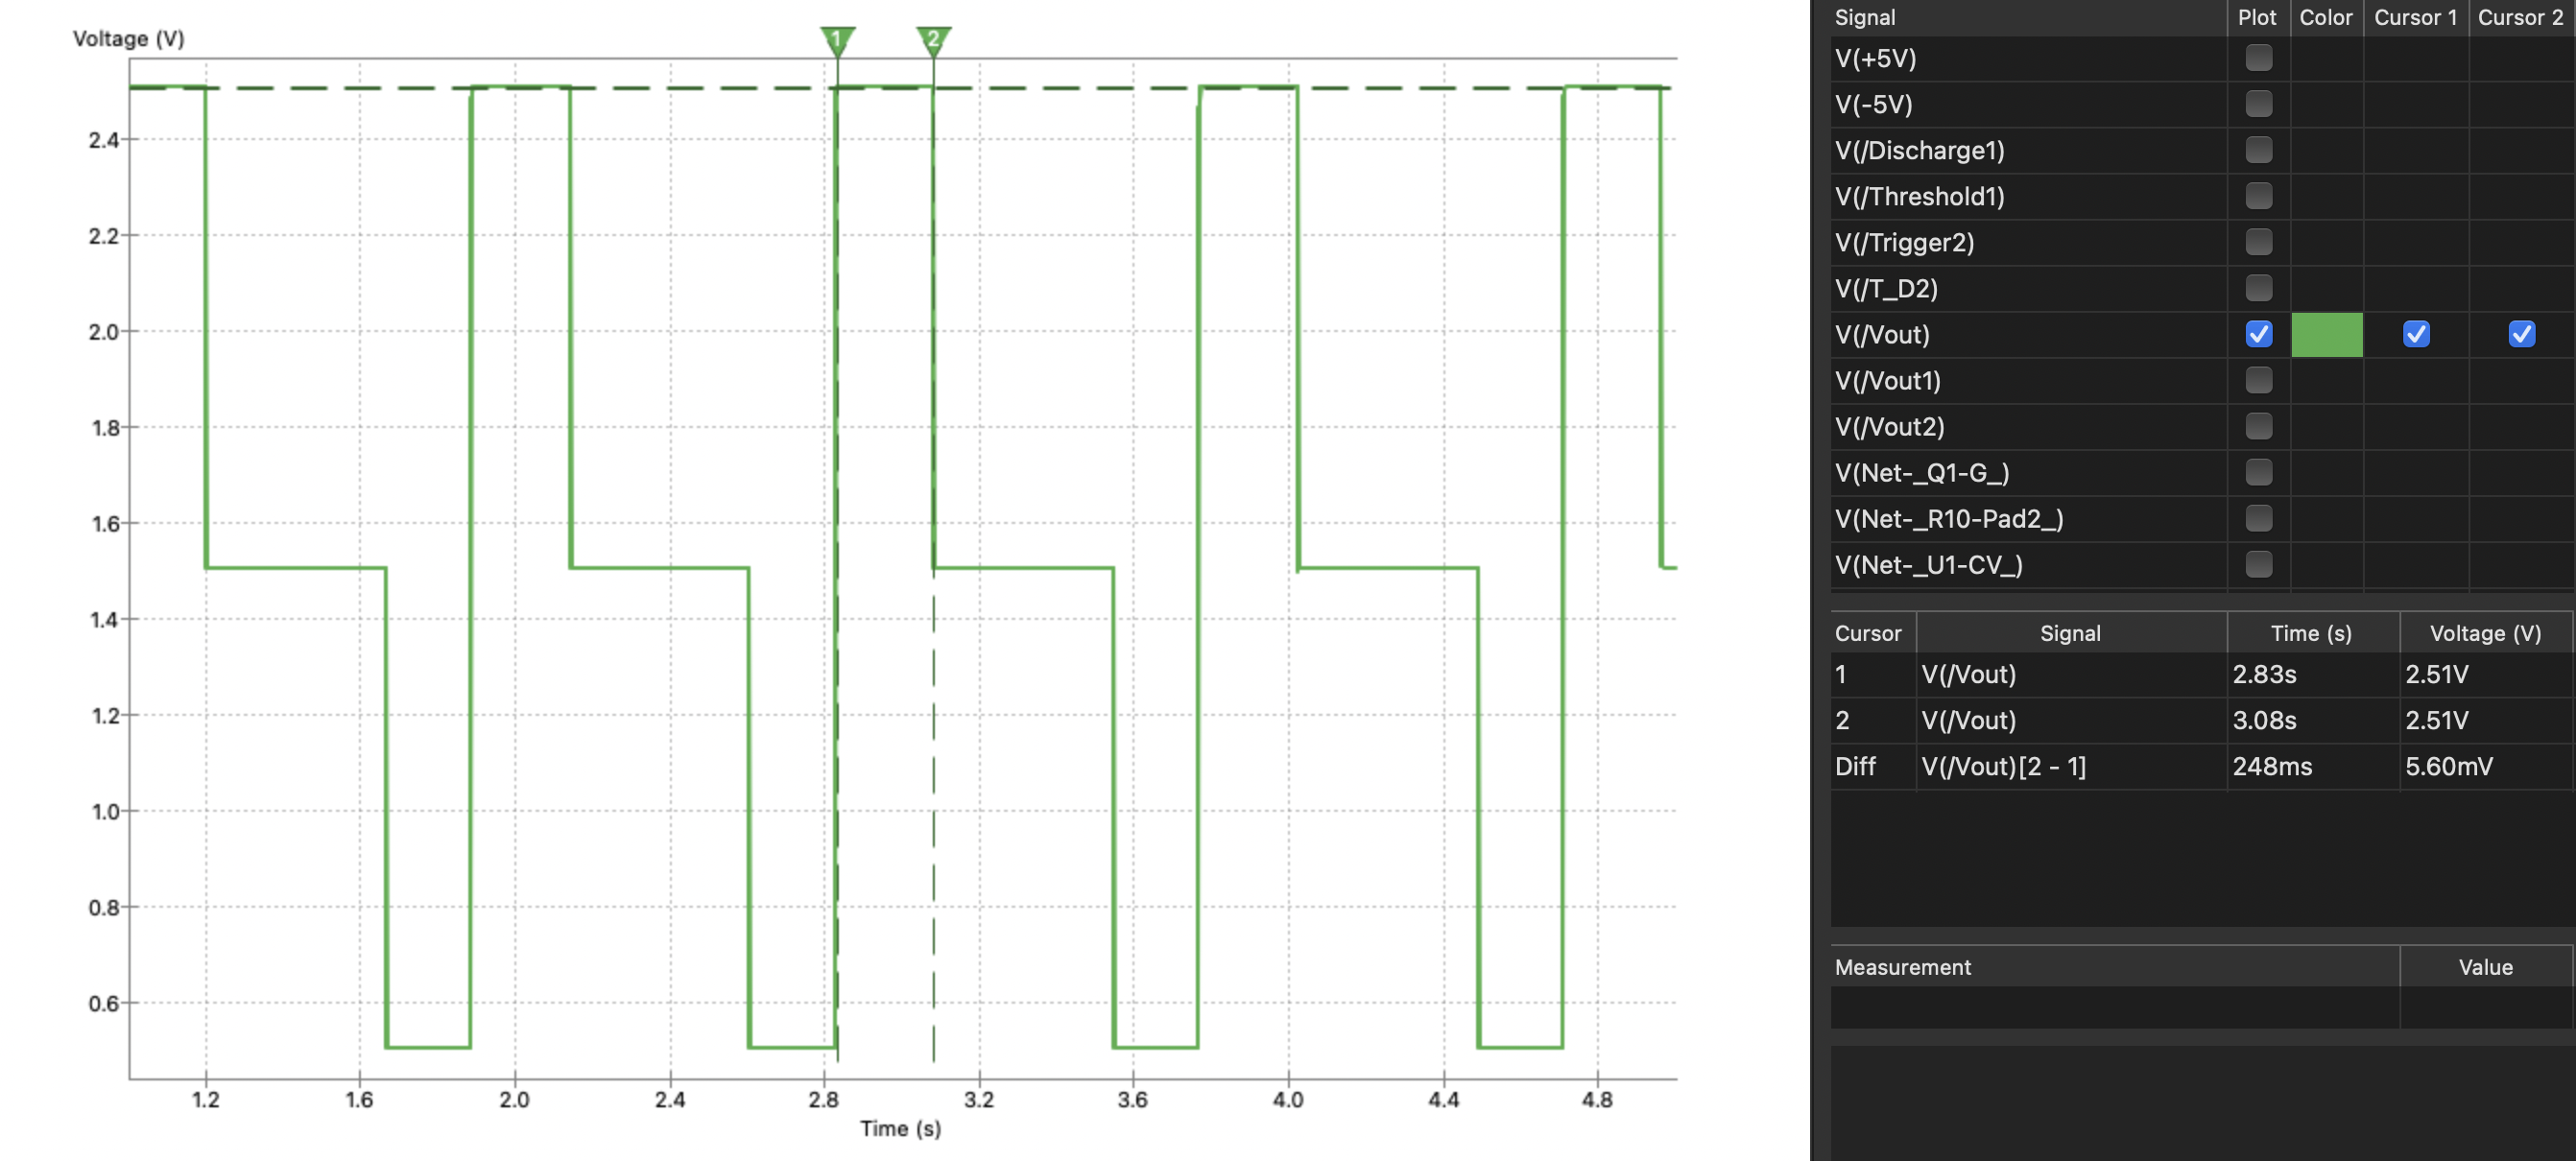 Voltage (V)
1
2
2.4
2.2
2.0
1.8
1.6
1.4
1.2
1.0
0.8
0.6
1.2 1.6 2.0 2.4 2.8 3.2 3.6 4.0 4.4 4.8
Time (s)
Signal Plot Color Cursor 1 Cursor 2
V(+5V)
V(-5V)
V(/Discharge1)
V(/Threshold1)
V(/Trigger2)
V(/T_D2)
V(/Vout)
V(/Vout1)
V(/Vout2)
V(Net-_Q1-G_)
V(Net-_R10-Pad2_)
V(Net-_U1-CV_)
Cursor Signal Time (s) Voltage (V)
1 V(/Vout) 2.83s 2.51V
2 V(/Vout) 3.08s 2.51V
Diff V(/Vout)[2 - 1] 248ms 5.60mV
Measurement Value